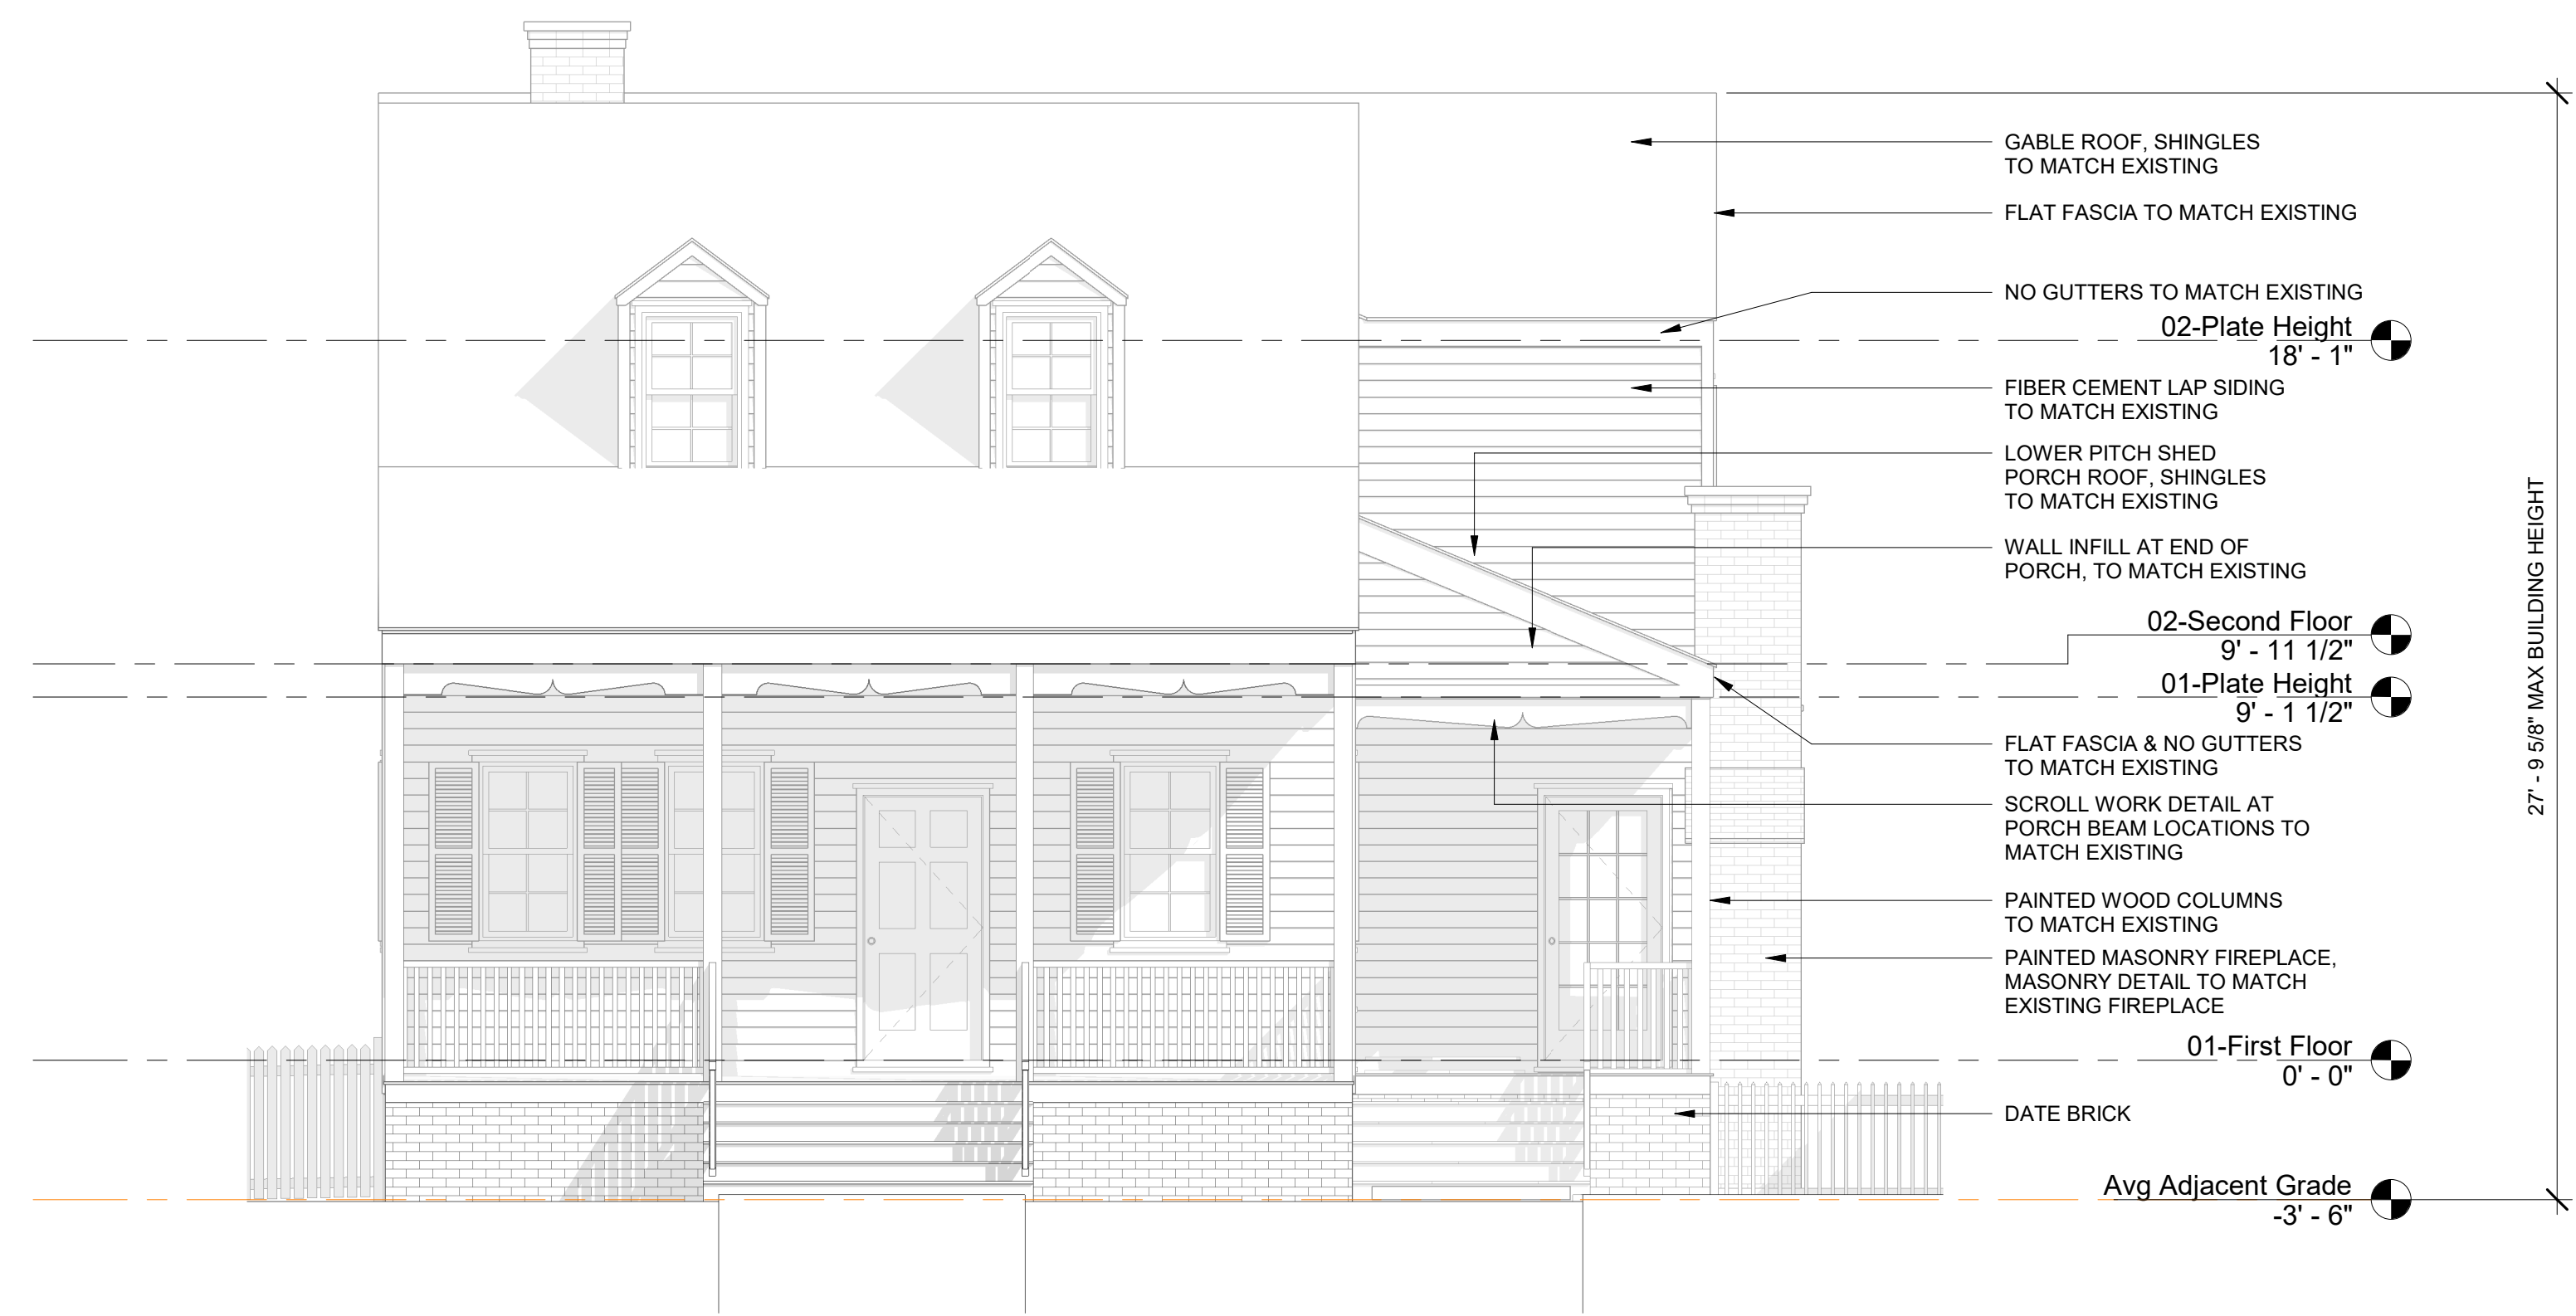 GABLE ROOF, SHINGLES
TO MATCH EXISTING
FLAT FASCIA TO MATCH EXISTING
NO GUTTERS TO MATCH EXISTING
02-Plate Height
18' - 1"
FIBER CEMENT LAP SIDING
TO MATCH EXISTING
LOWER PITCH SHED
PORCH ROOF, SHINGLES
TO MATCH EXISTING
WALL INFILL AT END OF
PORCH, TO MATCH EXISTING
02-Second Floor
9' - 11 1/2"
01-Plate Height
9' - 1 1/2"
FLAT FASCIA & NO GUTTERS
TO MATCH EXISTING
SCROLL WORK DETAIL AT
PORCH BEAM LOCATIONS TO
MATCH EXISTING
PAINTED WOOD COLUMNS
TO MATCH EXISTING
PAINTED MASONRY FIREPLACE,
MASONRY DETAIL TO MATCH
EXISTING FIREPLACE
01-First Floor
0' - 0"
DATE BRICK
Avg Adjacent Grade
-3' - 6"
27' - 9 5/8" MAX BUILDING HEIGHT